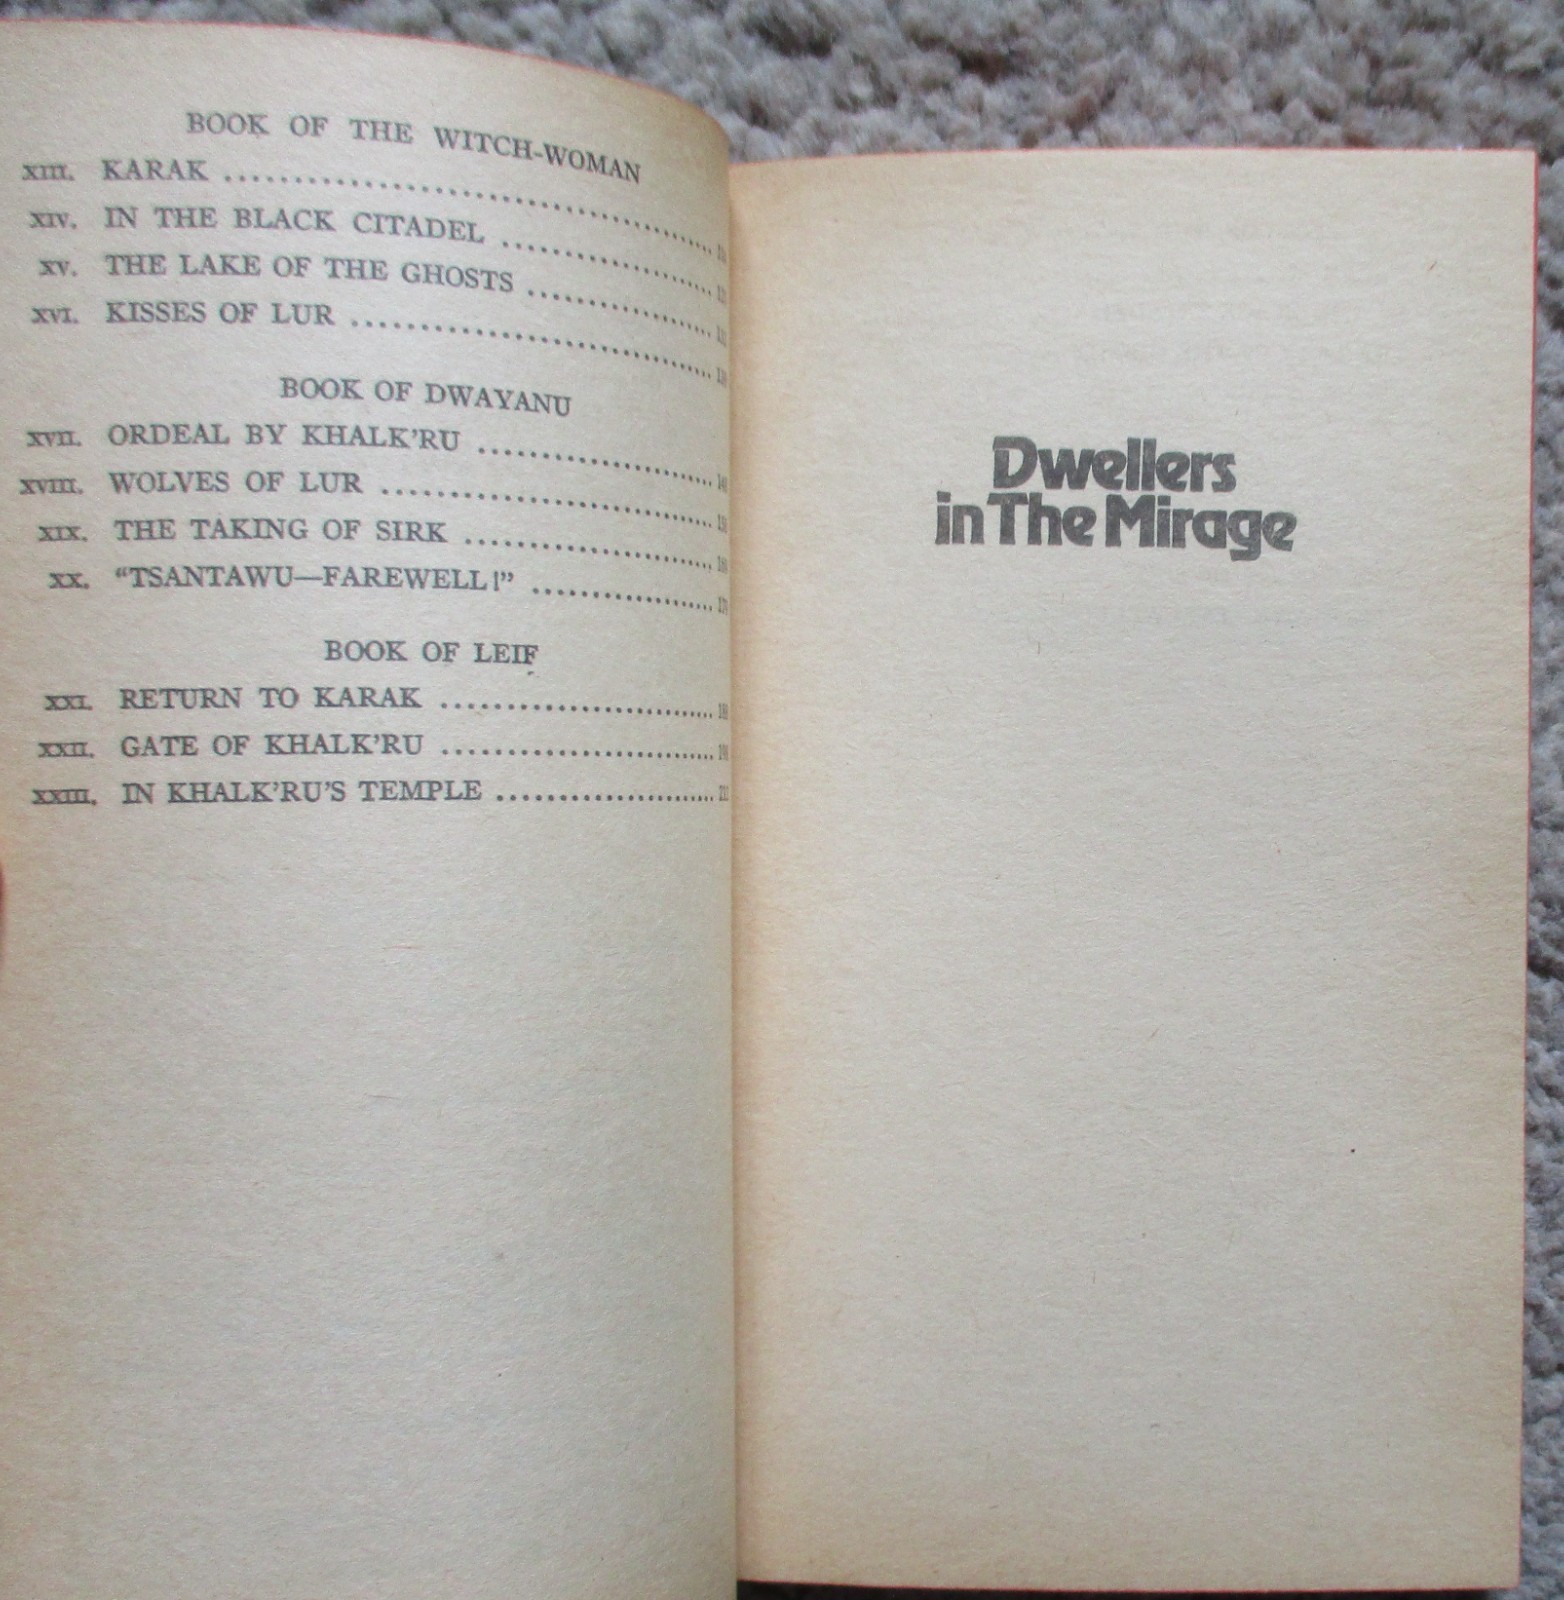 BOOK OF THE WITCH-WOMAN
XIII. KARAK
XIV. IN THE BLACK CITADEL
XV. THE LAKE OF THE GHOSTS
XVI. KISSES OF LUR
BOOK OF DWAYANU
XVII. ORDEAL BY KHALK'RU
XVIII. WOLVES OF LUR
XIX. THE TAKING OF SIRK
XX. "TSANTAWU—FAREWELL!"
BOOK OF LEIF
XXI. RETURN TO KARAK
XXII. GATE OF KHALK'RU
XXIII. IN KHALK'RU'S TEMPLE
Dwellers
in The Mirage